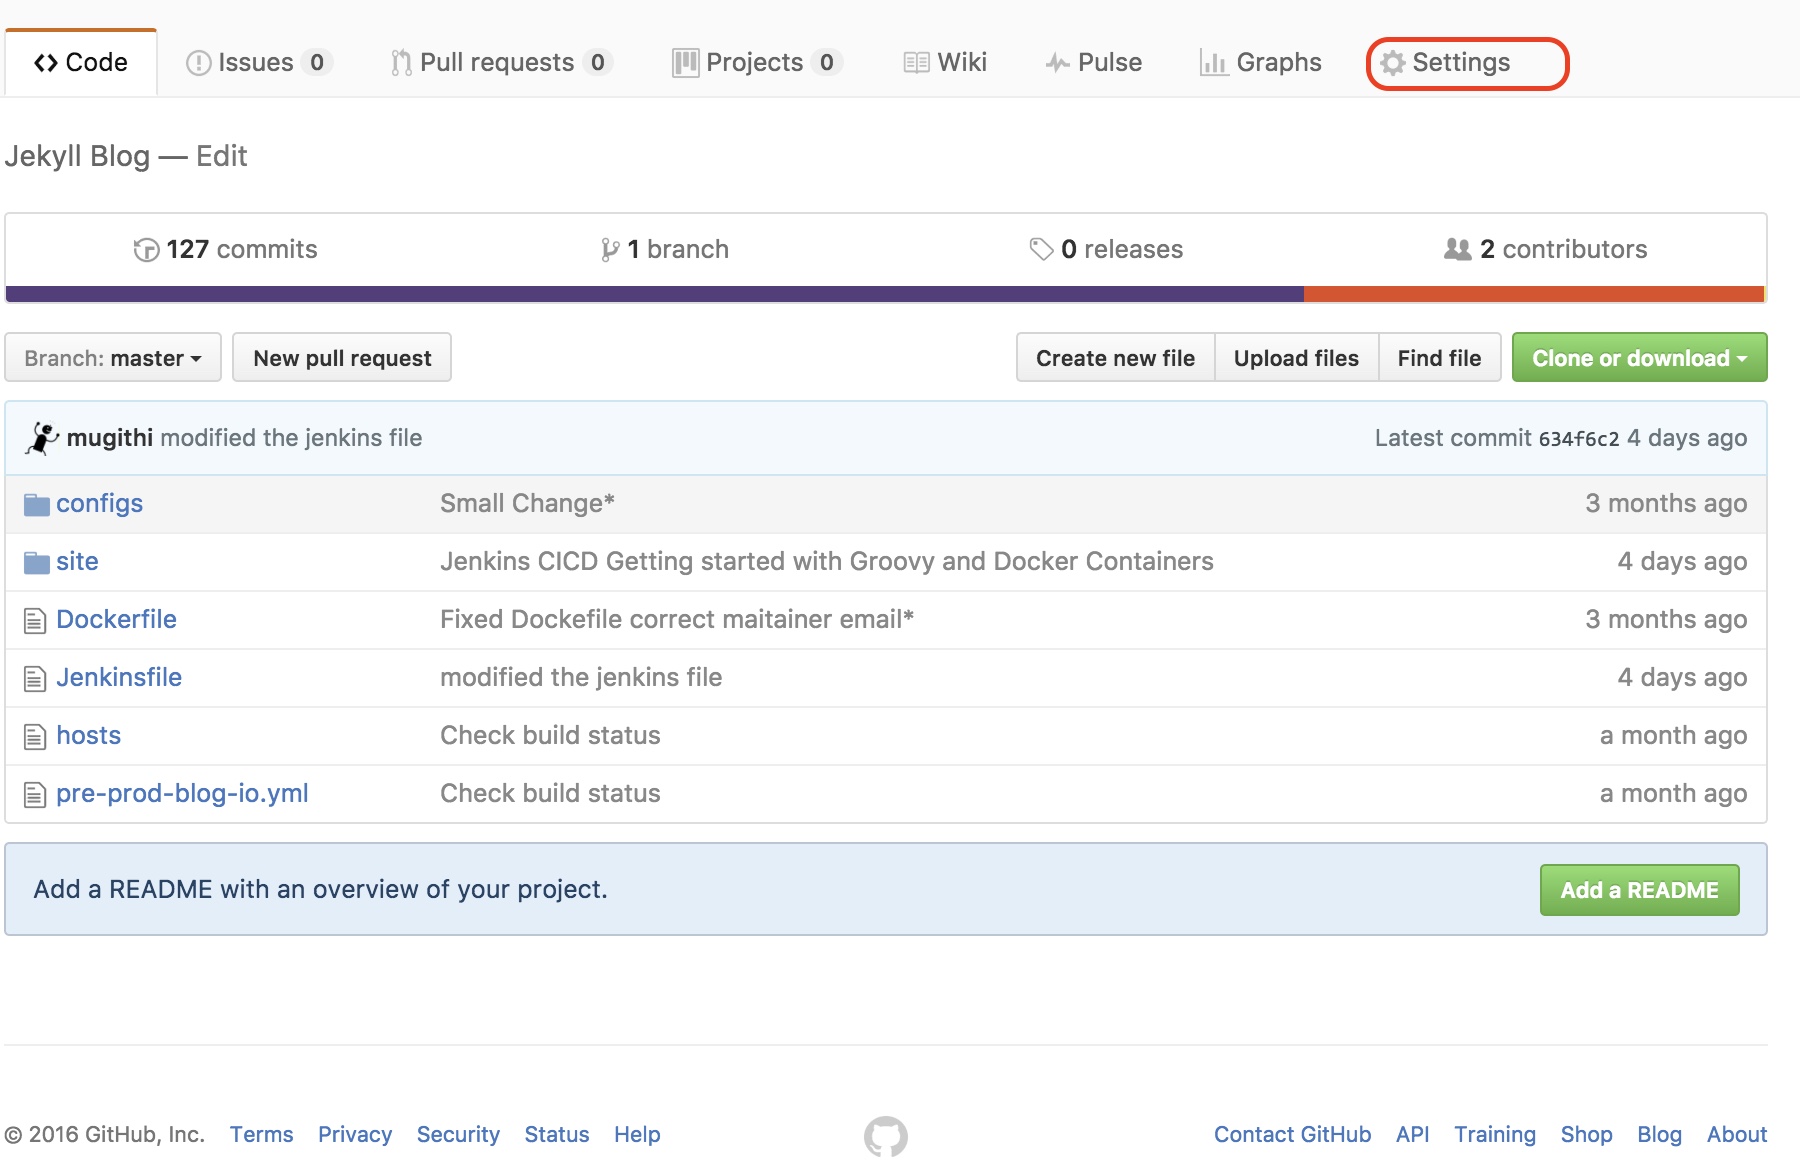 Code Issues 0 Pull requests 0 Projects 0 Wiki Pulse Graphs Settings
Jekyll Blog — Edit
127 commits 1 branch 0 releases 2 contributors
Branch: master New pull request Create new file Upload files Find file Clone or download
mugithi modified the jenkins file Latest commit 634f6c2 4 days ago
configs Small Change* 3 months ago
site Jenkins CICD Getting started with Groovy and Docker Containers 4 days ago
Dockerfile Fixed Dockefile correct maitainer email* 3 months ago
Jenkinsfile modified the jenkins file 4 days ago
hosts Check build status a month ago
pre-prod-blog-io.yml Check build status a month ago
Add a README with an overview of your project. Add a README
© 2016 GitHub, Inc. Terms Privacy Security Status Help Contact GitHub API Training Shop Blog About